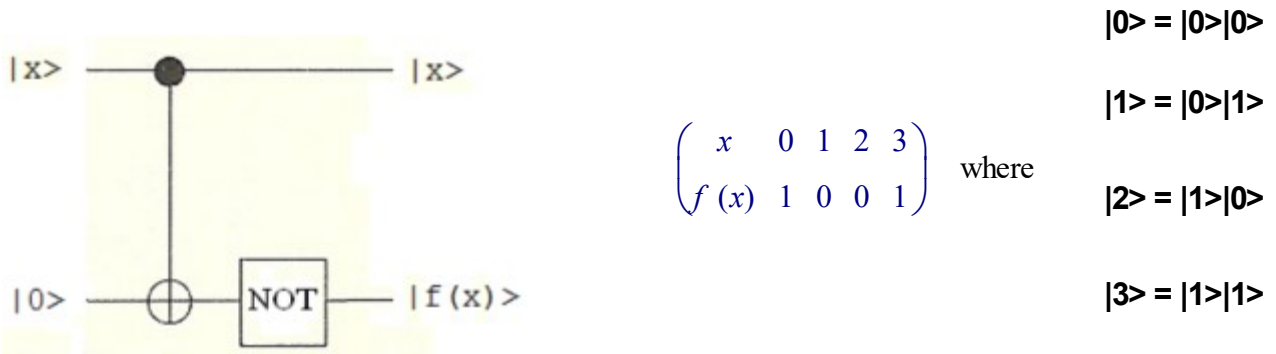 |x> |x>
|0> NOT |f(x)>
x 0 1 2 3
f (x) 1 0 0 1
where
|0> = |0>|0>
|1> = |0>|1>
|2> = |1>|0>
|3> = |1>|1>